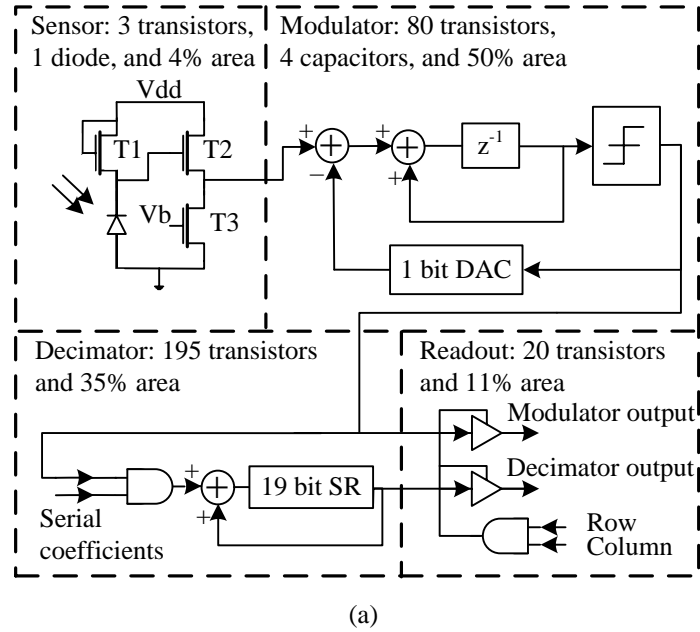 Sensor: 3 transistors,
1 diode, and 4% area
Vdd
T1
T2
Vb
T3
Modulator: 80 transistors,
4 capacitors, and 50% area
+
−
+
+
+
+
z-1
1 bit DAC
Decimator: 195 transistors
and 35% area
Serial
coefficients
+
+
+
19 bit SR
Readout: 20 transistors
and 11% area
Modulator output
Decimator output
Row
Column
(a)